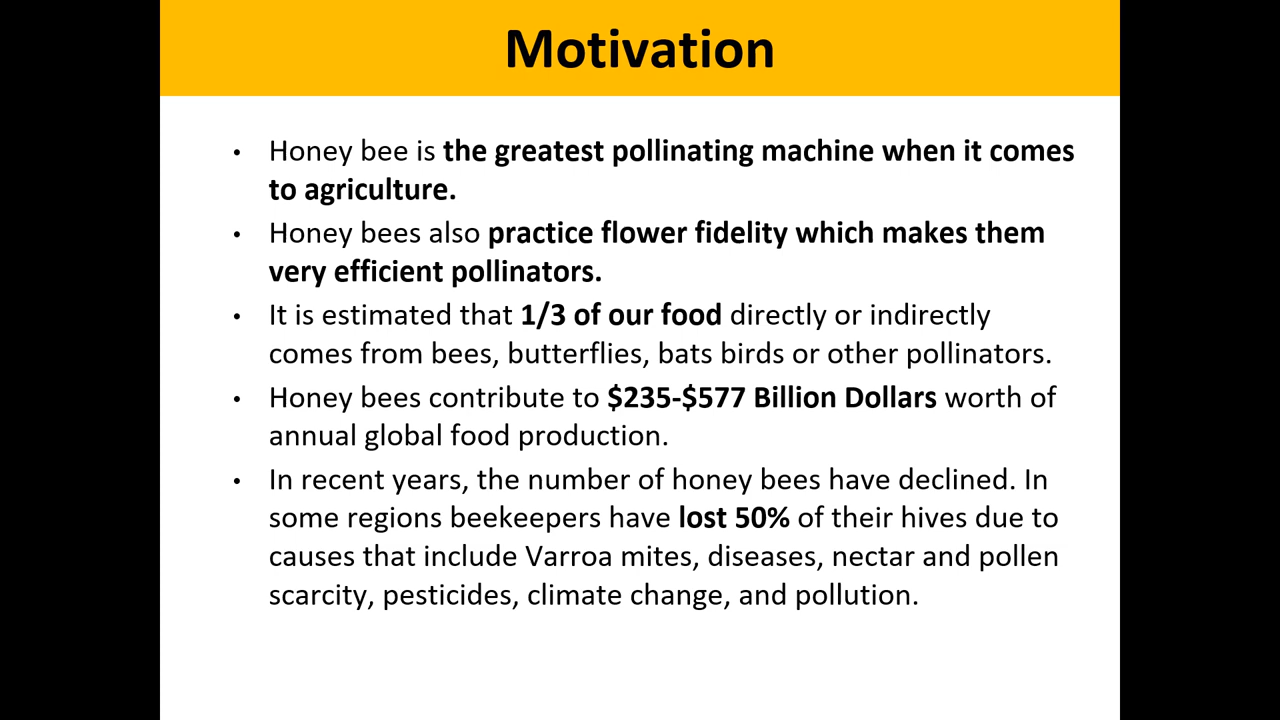 Motivation
• Honey bee is the greatest pollinating machine when it comes
to agriculture.
• Honey bees also practice flower fidelity which makes them
very efficient pollinators.
• It is estimated that 1/3 of our food directly or indirectly
comes from bees, butterflies, bats birds or other pollinators.
• Honey bees contribute to $235-$577 Billion Dollars worth of
annual global food production.
• In recent years, the number of honey bees have declined. In
some regions beekeepers have lost 50% of their hives due to
causes that include Varroa mites, diseases, nectar and pollen
scarcity, pesticides, climate change, and pollution.